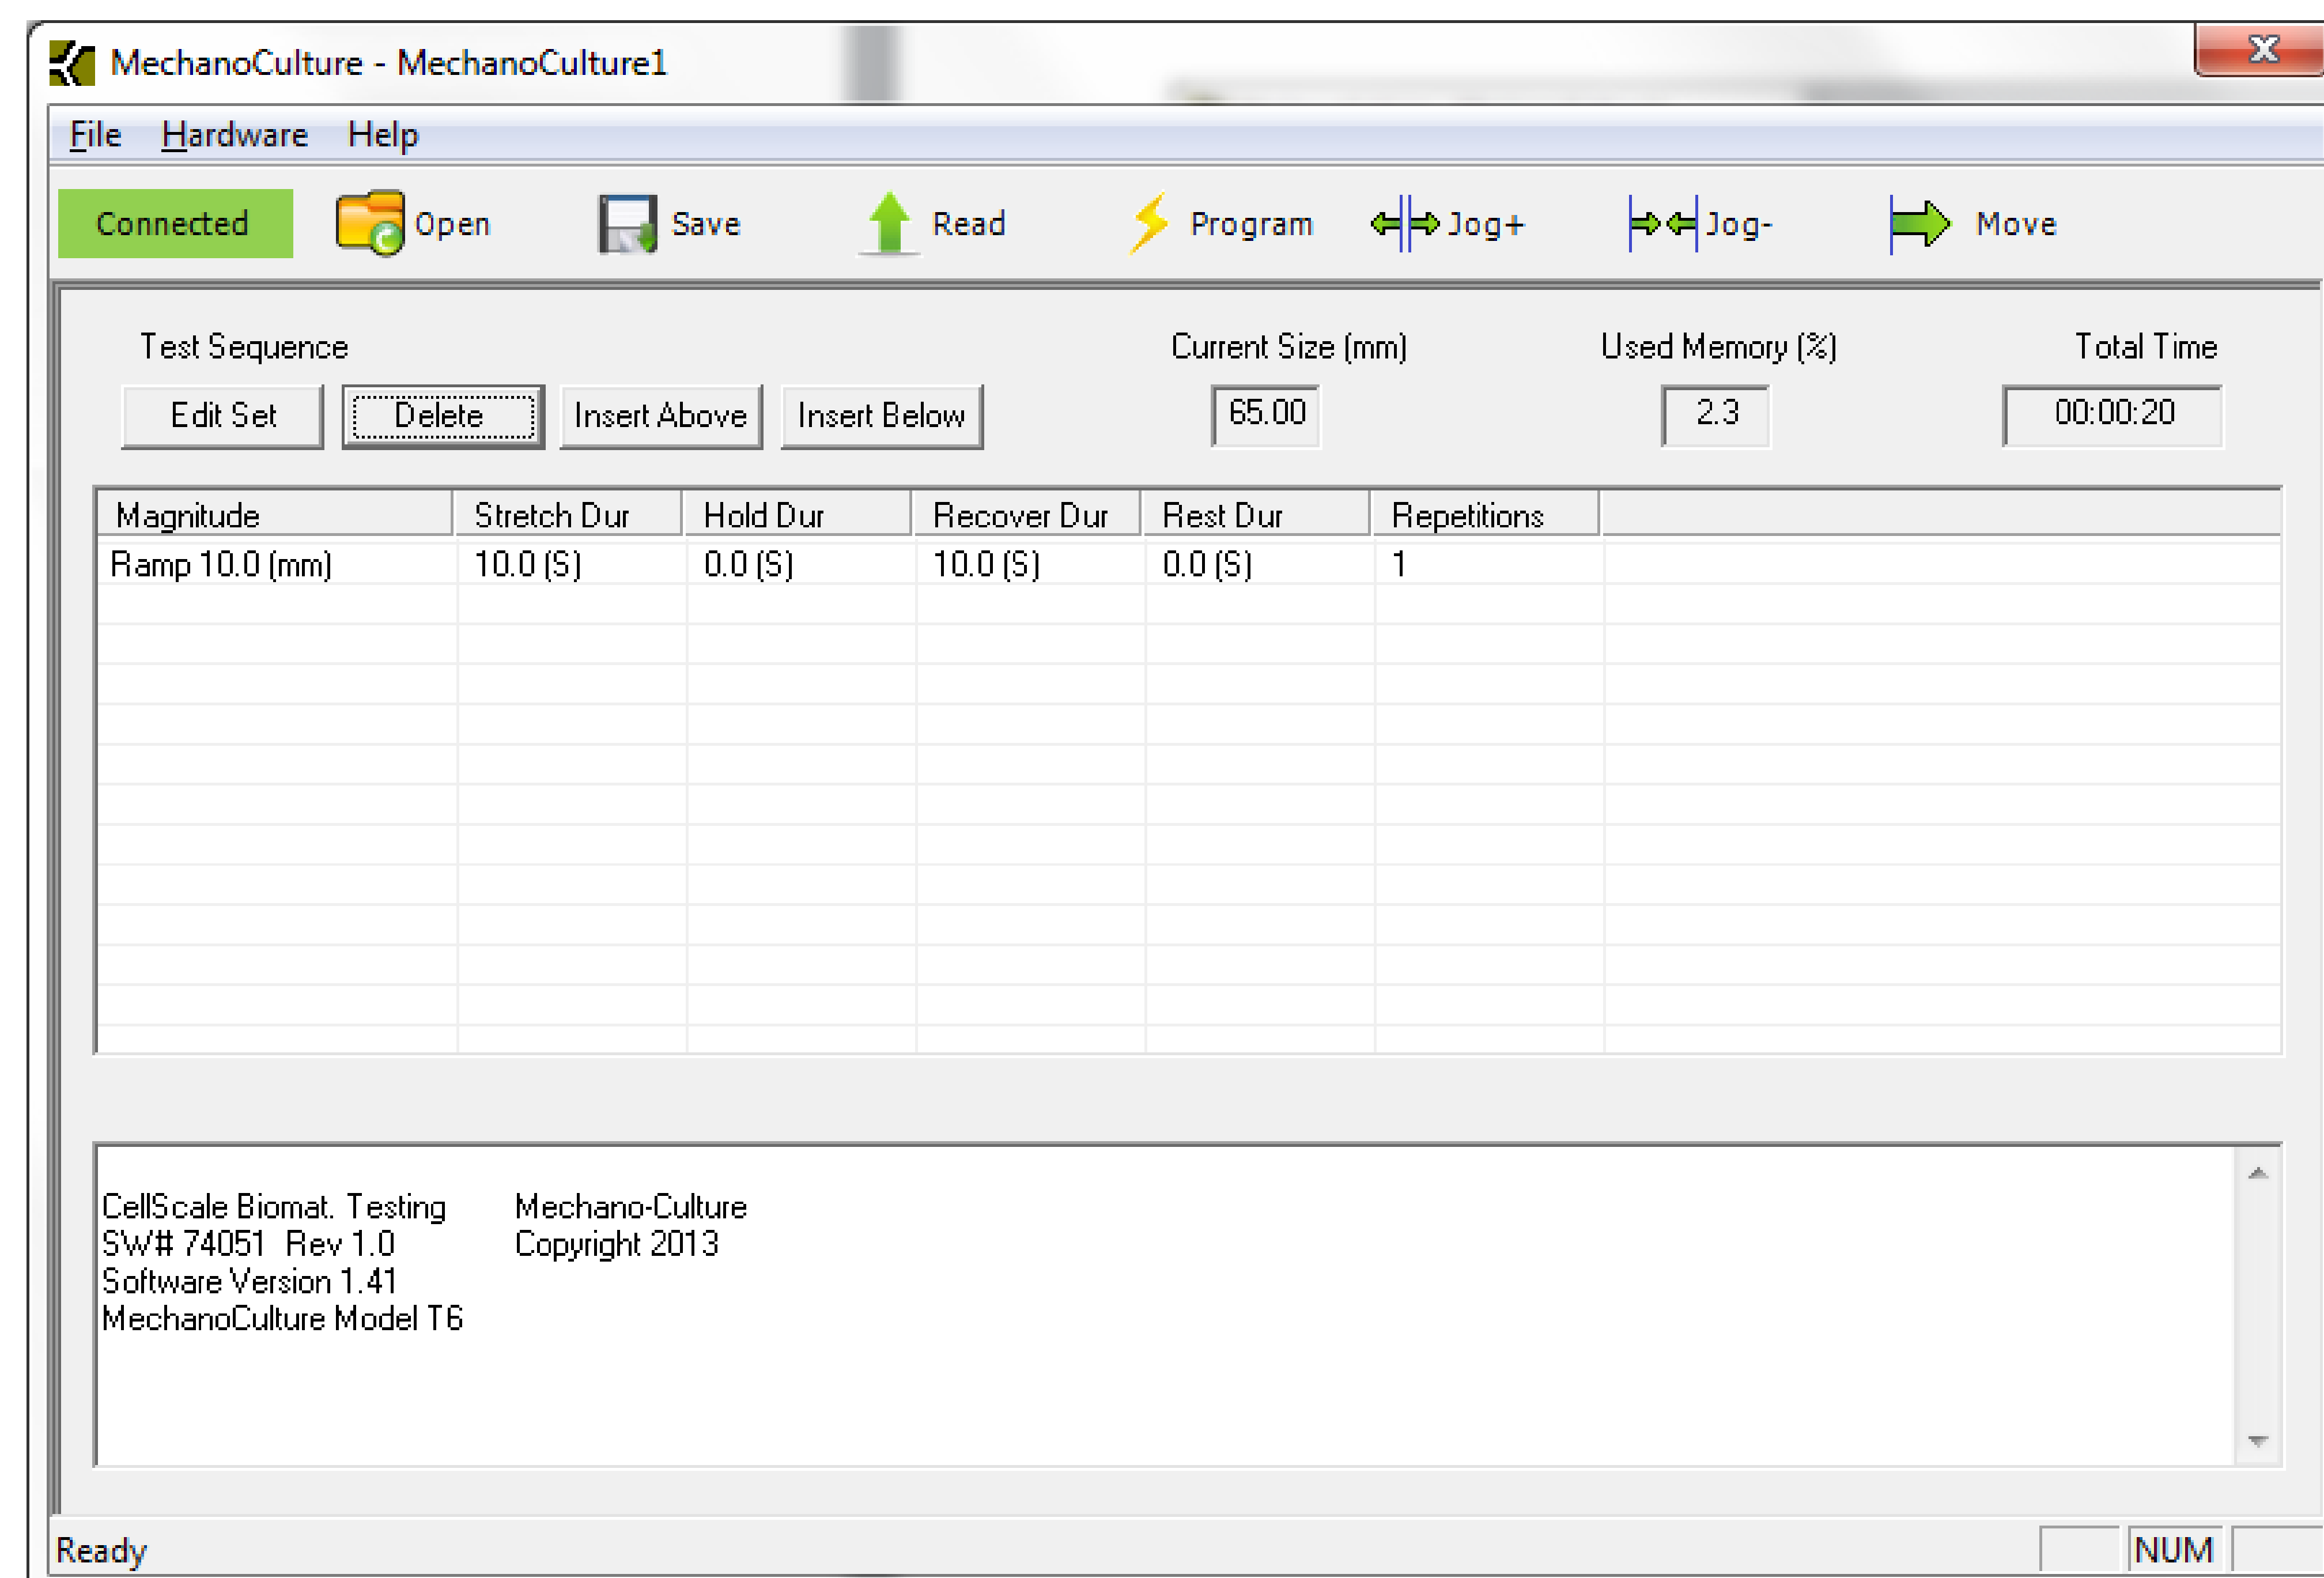 MechanoCulture - MechanoCulture1
File Hardware Help
Connected Open Save Read Program Jog+ Jog- Move
Test Sequence Current Size (mm) Used Memory (%) Total Time
Edit Set Delete Insert Above Insert Below 65.00 2.3 00:00:20
Magnitude Stretch Dur Hold Dur Recover Dur Rest Dur Repetitions
Ramp 10.0 (mm) 10.0 (S) 0.0 (S) 10.0 (S) 0.0 (S) 1
CellScale Biomat. Testing Mechano-Culture
SW# 74051 Rev 1.0 Copyright 2013
Software Version 1.41
MechanoCulture Model T6
Ready NUM